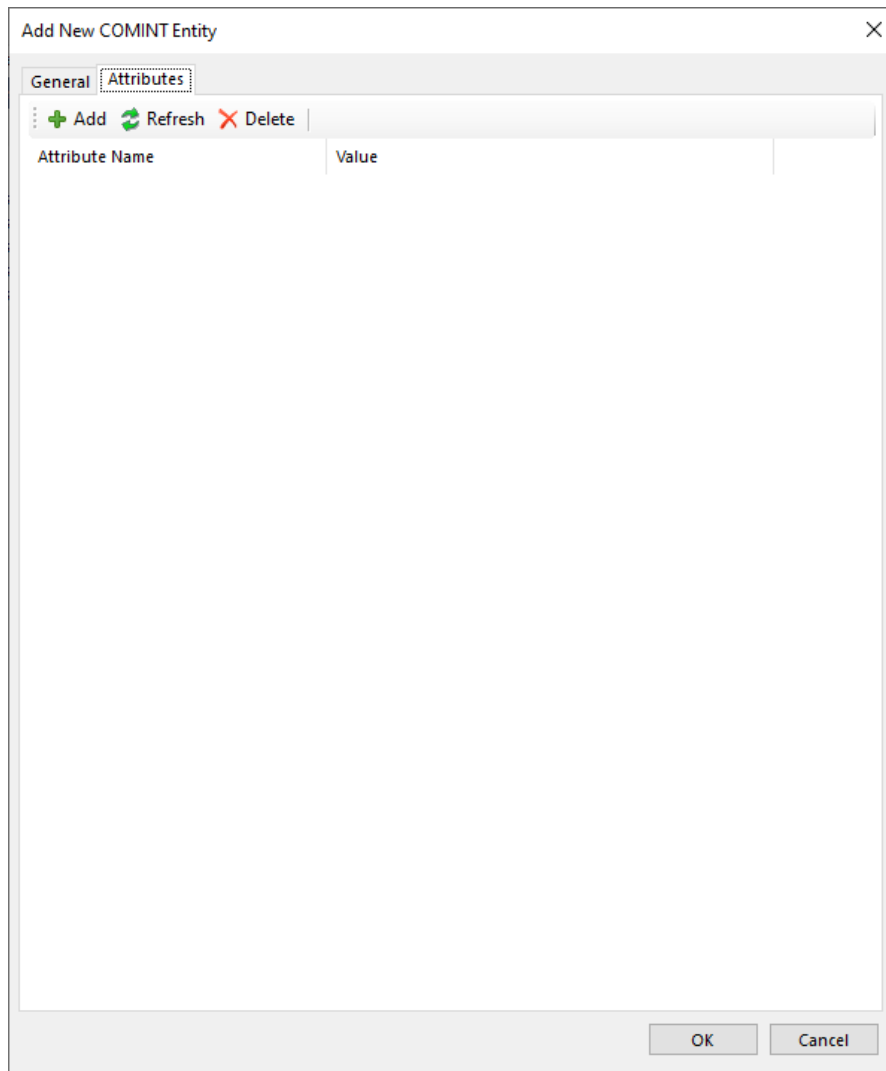 Add New COMINT Entity
General Attributes
Add Refresh Delete
Attribute Name Value
OK Cancel